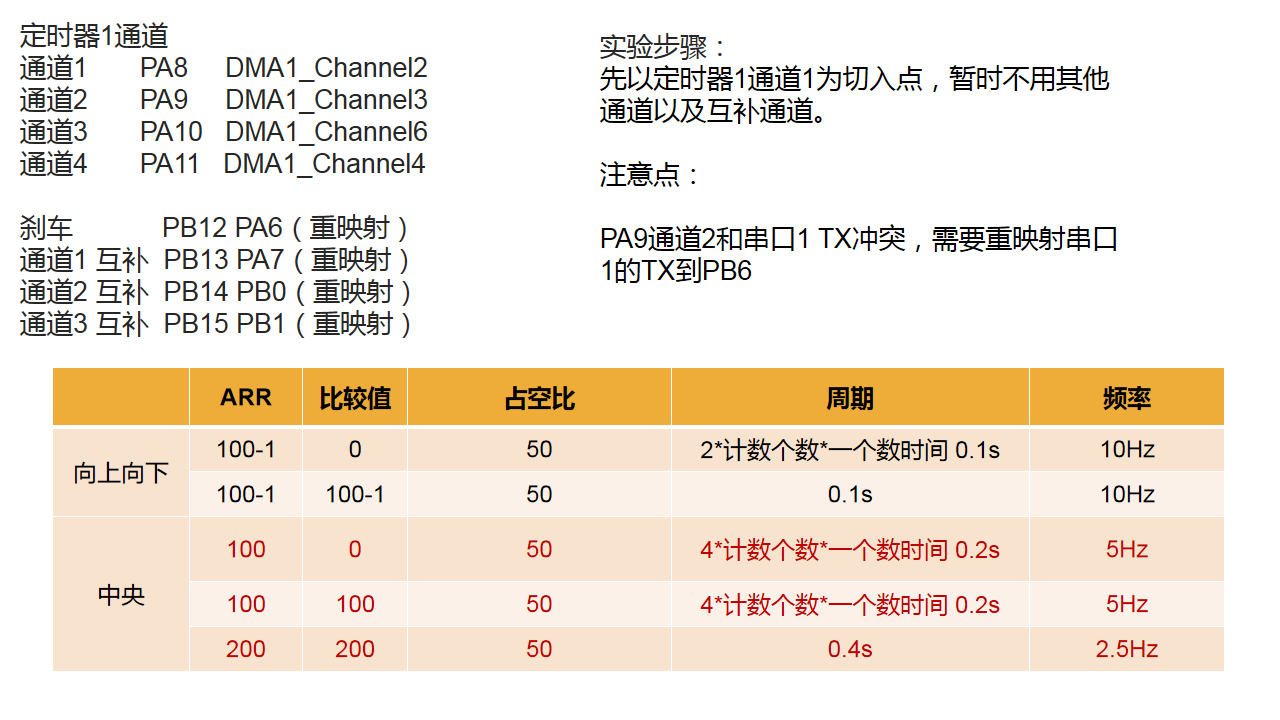 定时器1通道
通道1 PA8 DMA1_Channel2
通道2 PA9 DMA1_Channel3
通道3 PA10 DMA1_Channel6
通道4 PA11 DMA1_Channel4
刹车 PB12 PA6（重映射）
通道1 互补 PB13 PA7（重映射）
通道2 互补 PB14 PB0（重映射）
通道3 互补 PB15 PB1（重映射）
实验步骤：
先以定时器1通道1为切入点，暂时不用其他
通道以及互补通道。
注意点：
PA9通道2和串口1 TX冲突，需要重映射串口
1的TX到PB6
ARR 比较值 占空比 周期 频率
向上向下
100-1 0 50 2*计数个数*一个数时间 0.1s 10Hz
100-1 100-1 50 0.1s 10Hz
中央
100 0 50 4*计数个数*一个数时间 0.2s 5Hz
100 100 50 4*计数个数*一个数时间 0.2s 5Hz
200 200 50 0.4s 2.5Hz